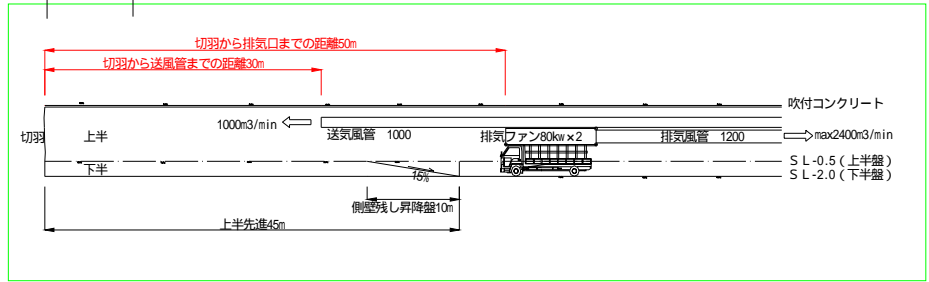 切羽から排気口までの距離50m
切羽から送風管までの距離30m
吹付コンクリート
1000m3/min
切羽
上半
送気風管 1000
排気ファン80kw×2
排気風管 1200
max2400m3/min
下半
15%
SL-0.5(上半盤)
SL-2.0(下半盤)
側壁残し昇降盤10m
上半先進45m